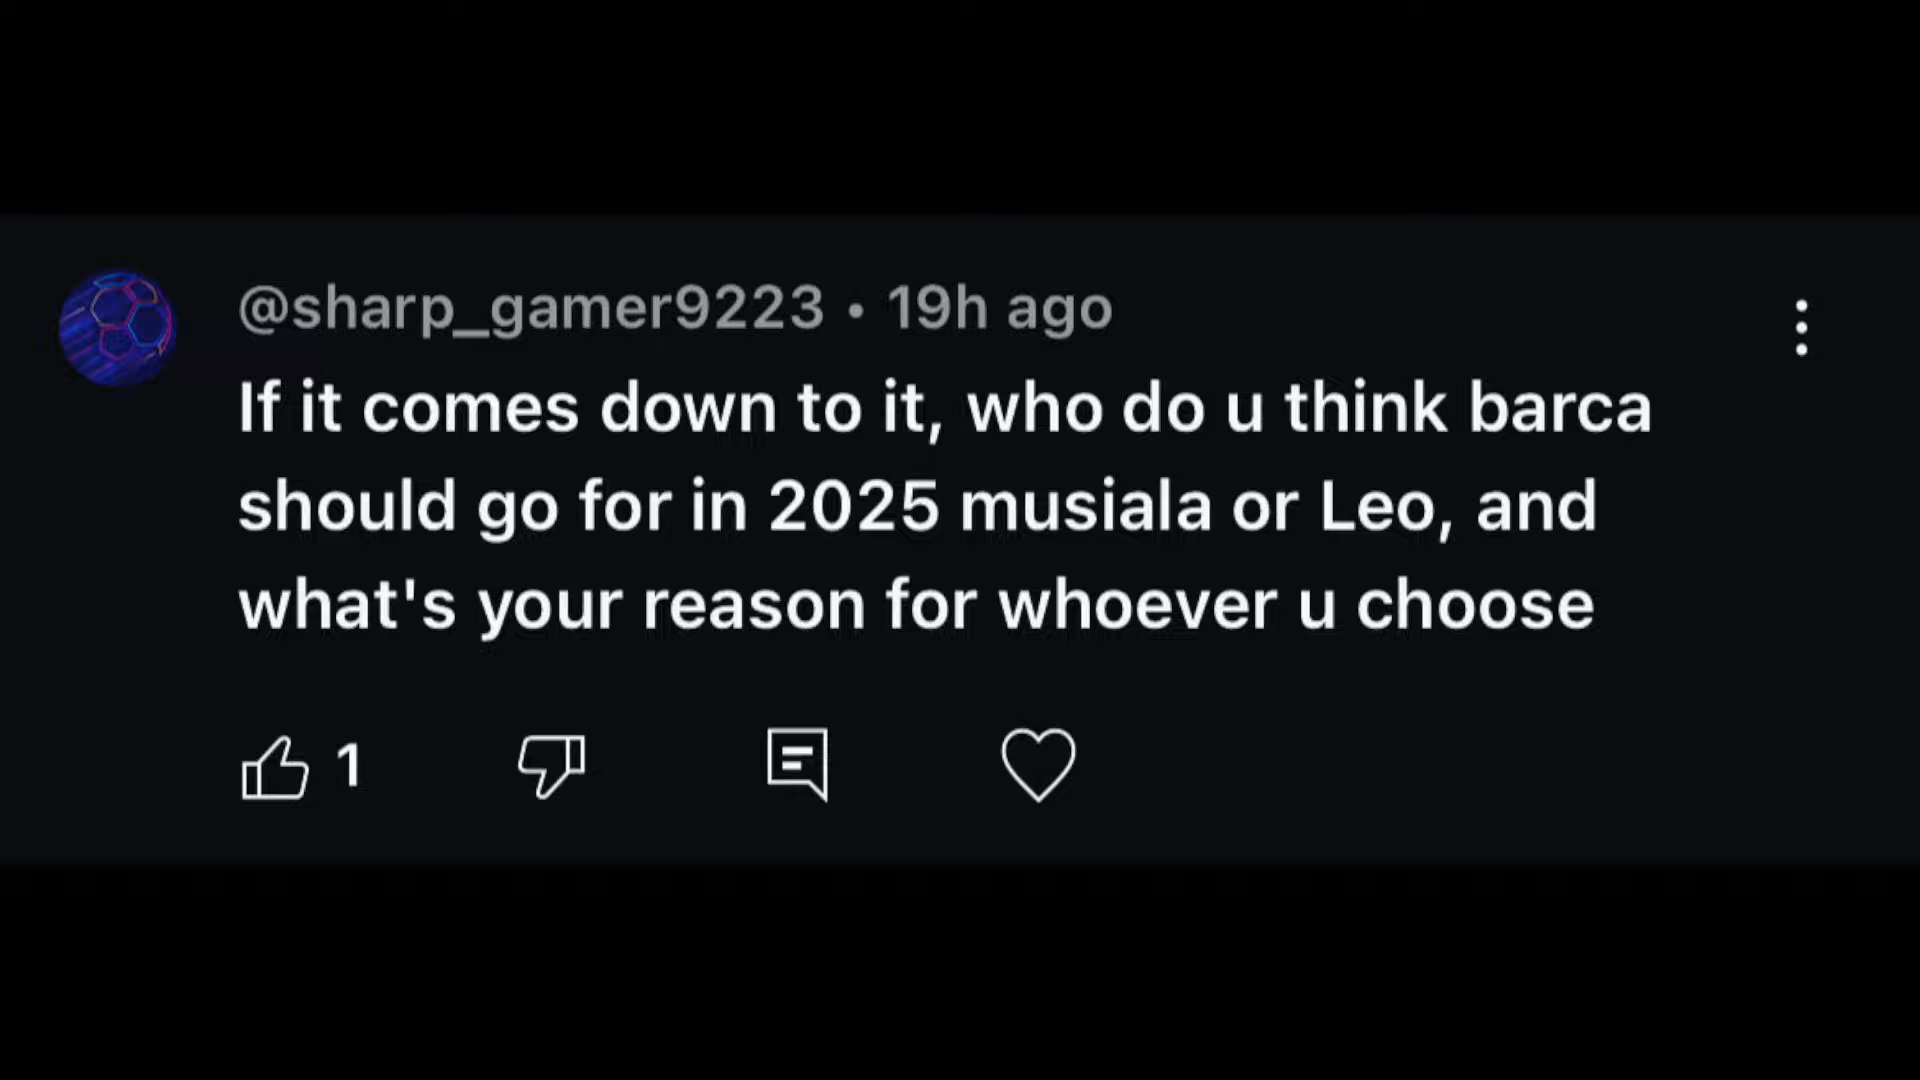 @sharp_gamer9223 • 19h ago
If it comes down to it, who do u think barca
should go for in 2025 musiala or Leo, and
what's your reason for whoever u choose
1